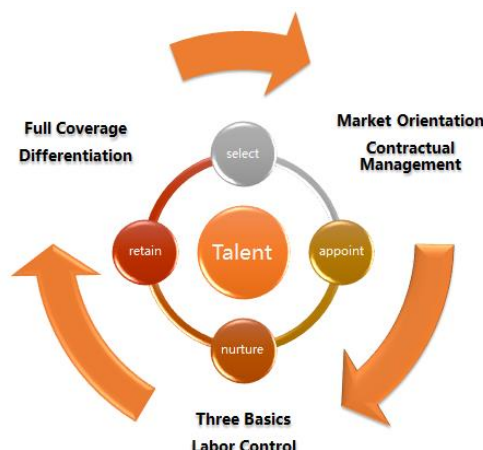 Full Coverage
Differentiation
Market Orientation
Contractual
Management
select
retain
Talent
appoint
nurture
Three Basics
Labor Control